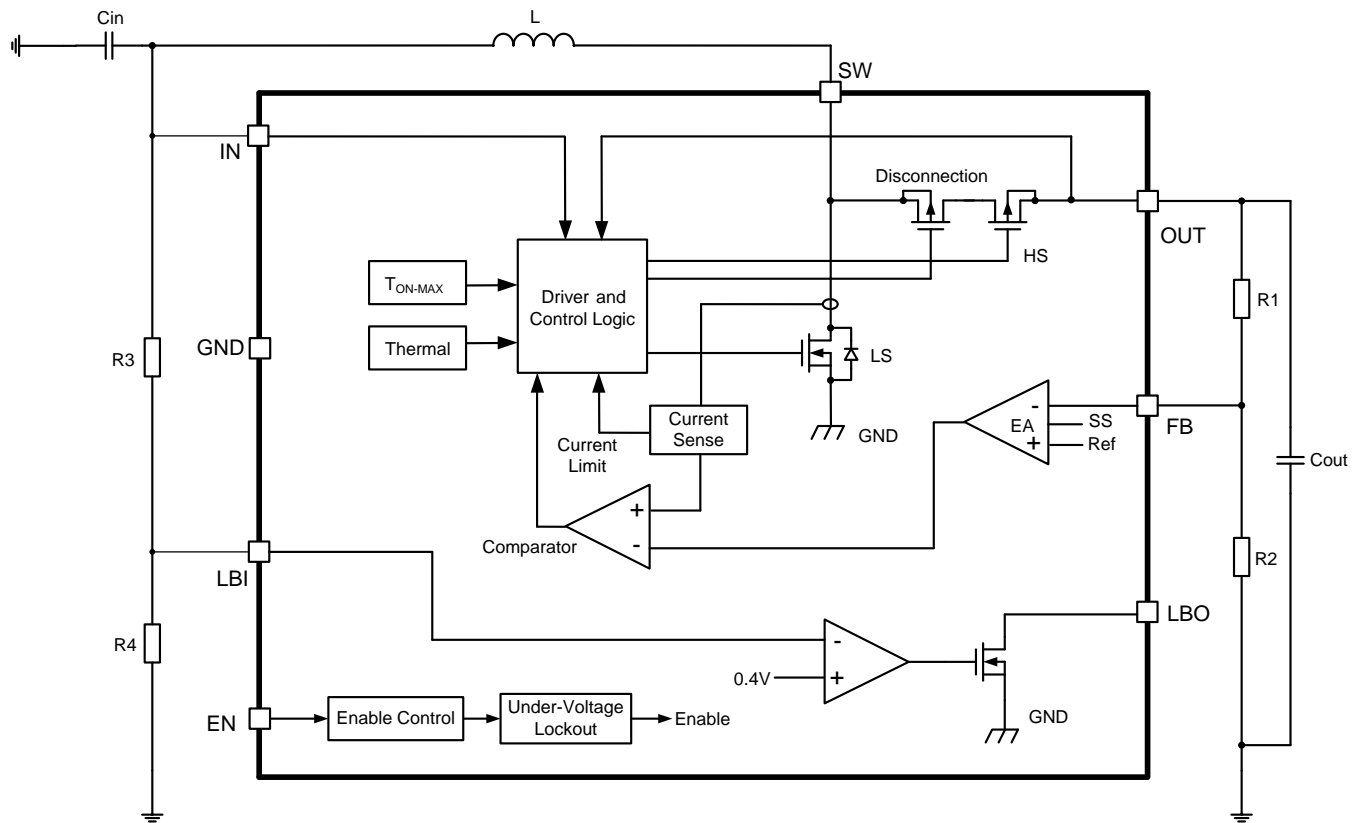 Cin
L
SW
IN
Disconnection
OUT
HS
T_ON-MAX
Driver and
Control Logic
R1
GND
Thermal
LS
R3
Current
Sense
GND
-
EA
SS
+
Ref
FB
Current
Limit
Cout
+
Comparator
-
LBI
R2
LBO
R4
-
0.4V
+
EN
Enable Control
Under-Voltage
Lockout
Enable
GND